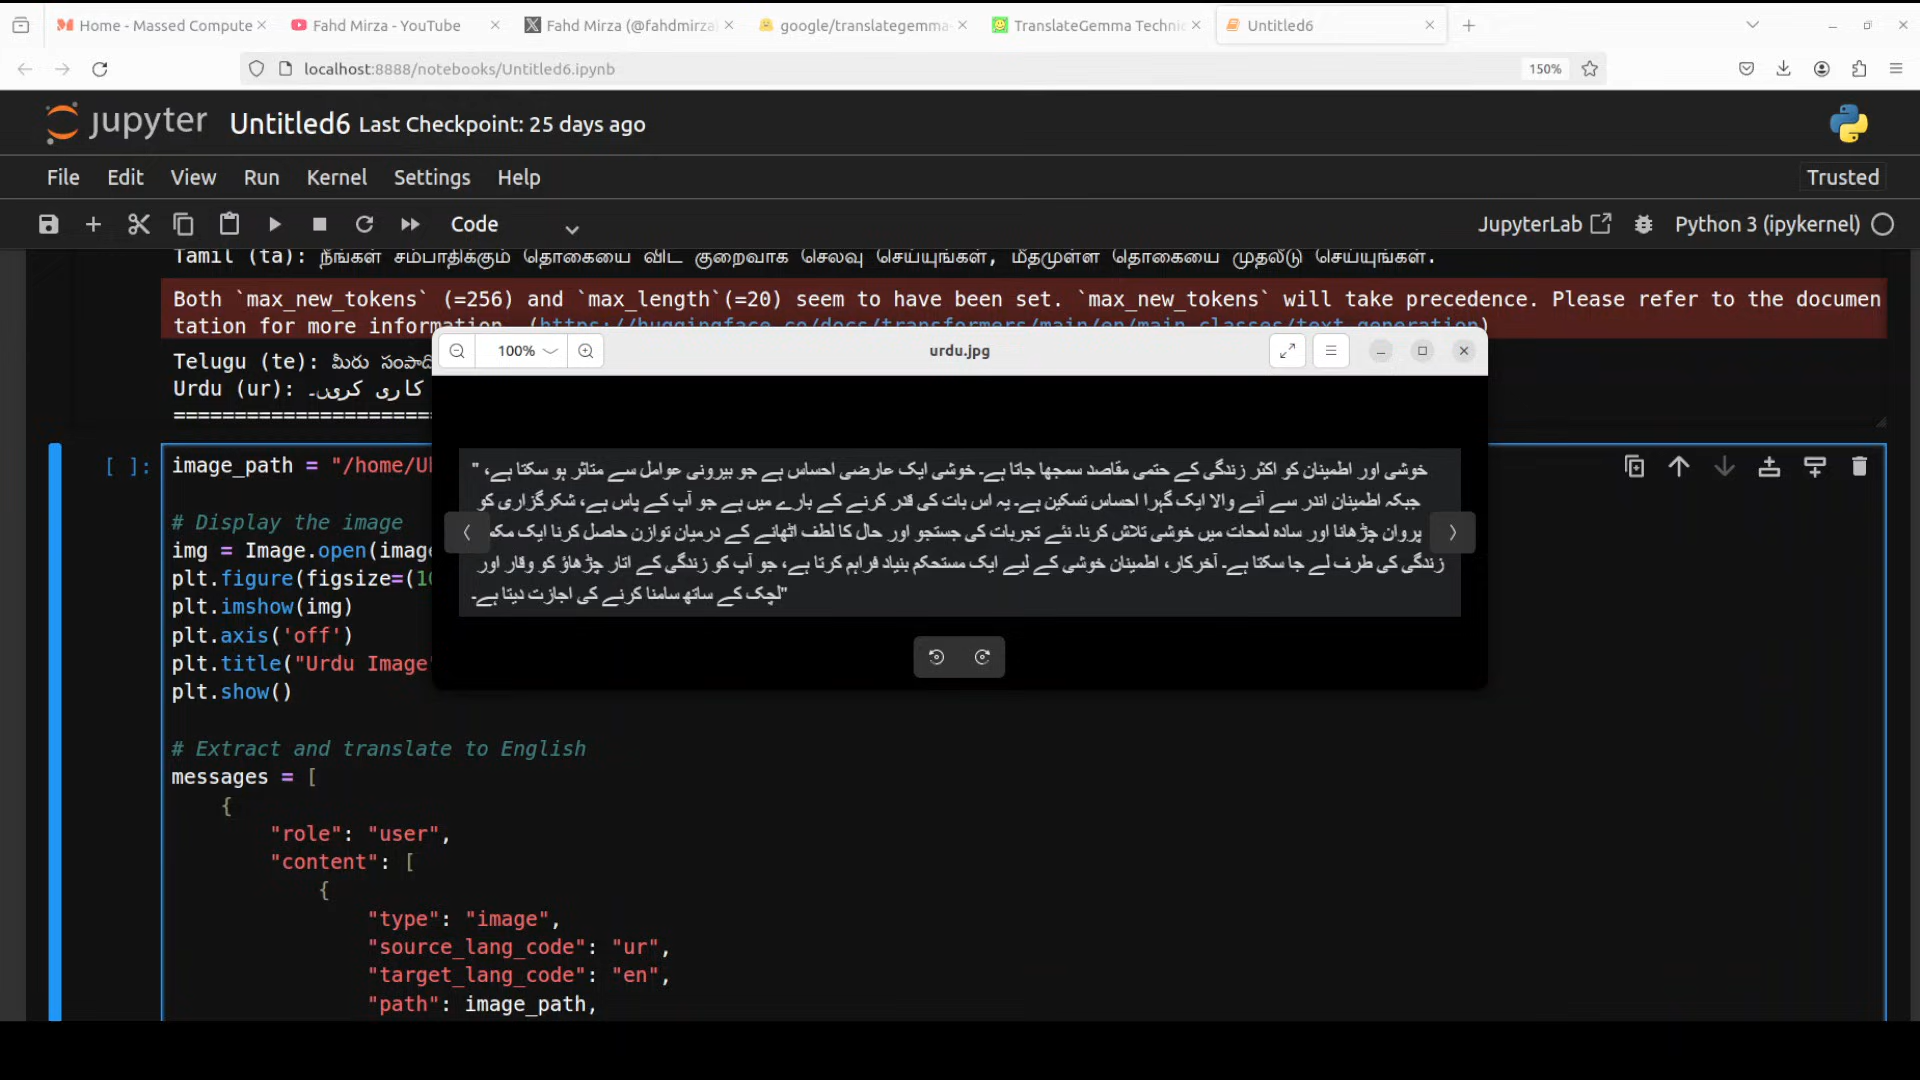 Home - Massed Compute
Fahd Mirza - YouTube
Fahd Mirza (@fahdmirza)
google/translategemma-
TranslateGemma Technic
Untitled6
localhost:8888/notebooks/Untitled6.ipynb
150%
jupyter Untitled6 Last Checkpoint: 25 days ago
File Edit View Run Kernel Settings Help
Trusted
Code
JupyterLab
Python 3 (ipykernel)
Tamil (ta): நீங்கள் சம்பாதிக்கும் தொகையை விட குறைவாக செலவு செய்யுங்கள், மீதமுள்ள தொகையை முதலீடு செய்யுங்கள்.
Both `max_new_tokens` (=256) and `max_length`(=20) seem to have been set. `max_new_tokens` will take precedence. Please refer to the documen
tation for more information. (https://huggingface.co/docs/transformers/main/en/main_classes/text_generation)
Telugu (te): మీరు
Urdu (ur): کاری کریں۔
==========================
urdu.jpg
100%
خوشی اور اطمینان کو اکثر زندگی کے حتمی مقاصد سمجھا جاتا ہے۔ خوشی ایک عارضی احساس ہے جو بیرونی عوامل سے متاثر ہو سکتا ہے، "
جبکہ اطمینان اندر سے آنے والا ایک گہرا احساس تسکین ہے۔ یہ اس بات کی قدر کرنے کے بارے میں ہے جو آپ کے پاس ہے، شکرگزاری کو
پروان چڑھانا اور سادہ لمحات میں خوشی تلاش کرنا۔ نئے تجربات کی جستجو اور حال کا لطف اٹھانے کے درمیان توازن حاصل کرنا ایک
زندگی کی طرف لے جا سکتا ہے۔ آخرکار، اطمینان خوشی کے لیے ایک مستحکم بنیاد فراہم کرتا ہے، جو آپ کو زندگی کے اتار چڑھاؤ کو وقار اور
"لچک کے ساتھ سامنا کرنے کی اجازت دیتا ہے۔
[ ]:
image_path = "/home/U
# Display the image
img = Image.open(image
plt.figure(figsize=(10
plt.imshow(img)
plt.axis('off')
plt.title("Urdu Image"
plt.show()
# Extract and translate to English
messages = [
{
"role": "user",
"content": [
{
"type": "image",
"source_lang_code": "ur",
"target_lang_code": "en",
"path": image_path,